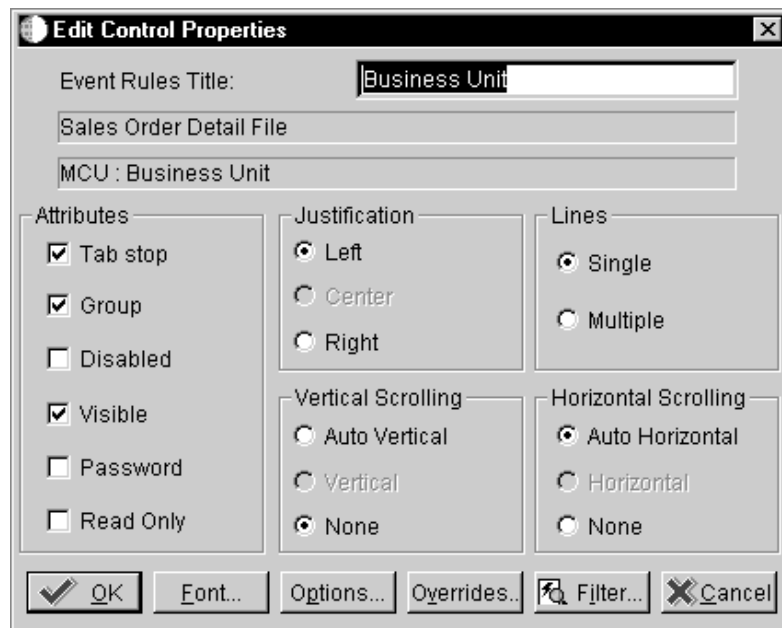 Edit Control Properties
Event Rules Title: Business Unit
Sales Order Detail File
MCU : Business Unit
Attributes
Tab stop
Group
Disabled
Visible
Password
Read Only
Justification
Left
Center
Right
Lines
Single
Multiple
Vertical Scrolling
Auto Vertical
Vertical
None
Horizontal Scrolling
Auto Horizontal
Horizontal
None
OK Font... Options... Overrides.. Filter... Cancel